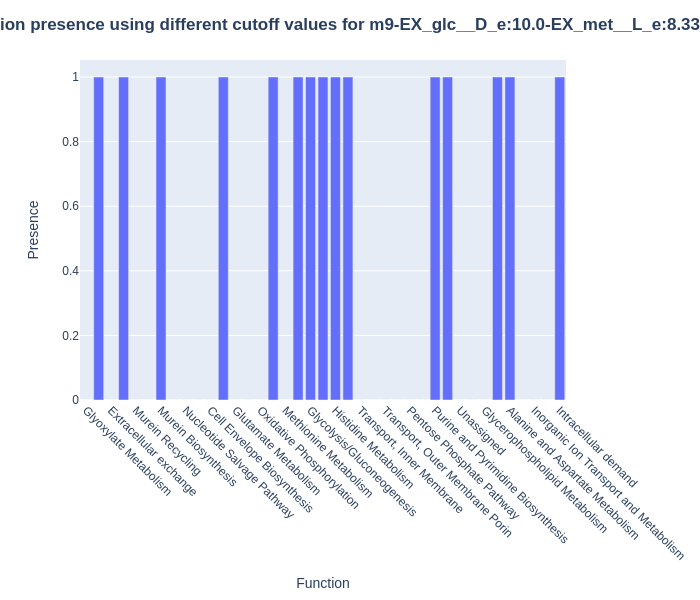 ion presence using different cutoff values for m9-EX_glc__D_e:10.0-EX_met__L_e:8.33
1
0.8
0.6
0.4
0.2
0
Presence
Glyoxylate Metabolism
Extracellular exchange
Murein Recycling
Murein Biosynthesis
Nucleotide Salvage Pathway
Cell Envelope Biosynthesis
Glutamate Metabolism
Oxidative Phosphorylation
Methionine Metabolism
Glycolysis/Gluconeogenesis
Histidine Metabolism
Transport, Inner Membrane
Transport, Outer Membrane Porin
Pentose Phosphate Pathway
Purine and Pyrimidine Biosynthesis
Unassigned
Glycerophospholipid Metabolism
Alanine and Aspartate Metabolism
Inorganic Ion Transport and Metabolism
Intracellular demand
Function